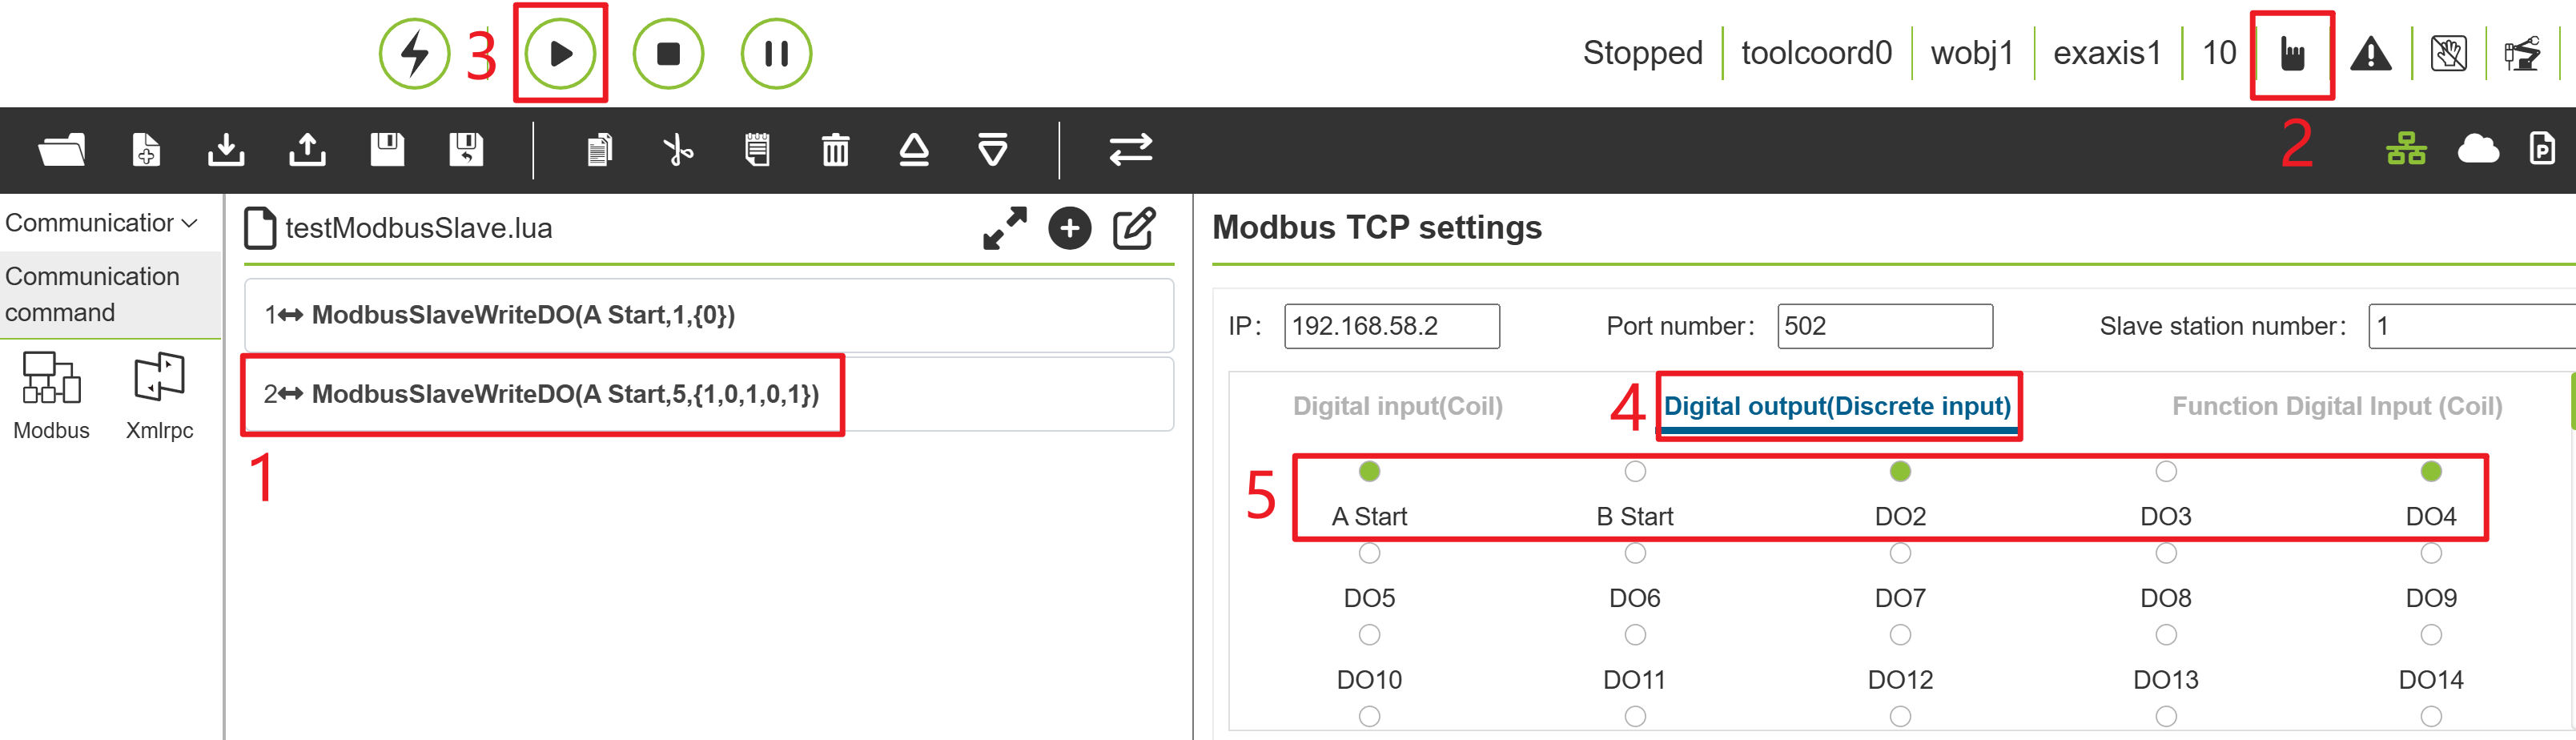 3
Stopped
toolcoord0
wobj1
exaxis1
10
2
P
Communication
testModbusSlave.lua
Modbus TCP settings
Communication
command
1 ModbusSlaveWriteDO(A Start,1,{0})
IP: 192.168.58.2
Port number: 502
Slave station number: 1
2 ModbusSlaveWriteDO(A Start,5,{1,0,1,0,1})
Digital input(Coil)
4
Digital output(Discrete input)
Function Digital Input (Coil)
Modbus
Xmlrpc
1
5
A Start
B Start
DO2
DO3
DO4
DO5
DO6
DO7
DO8
DO9
DO10
DO11
DO12
DO13
DO14